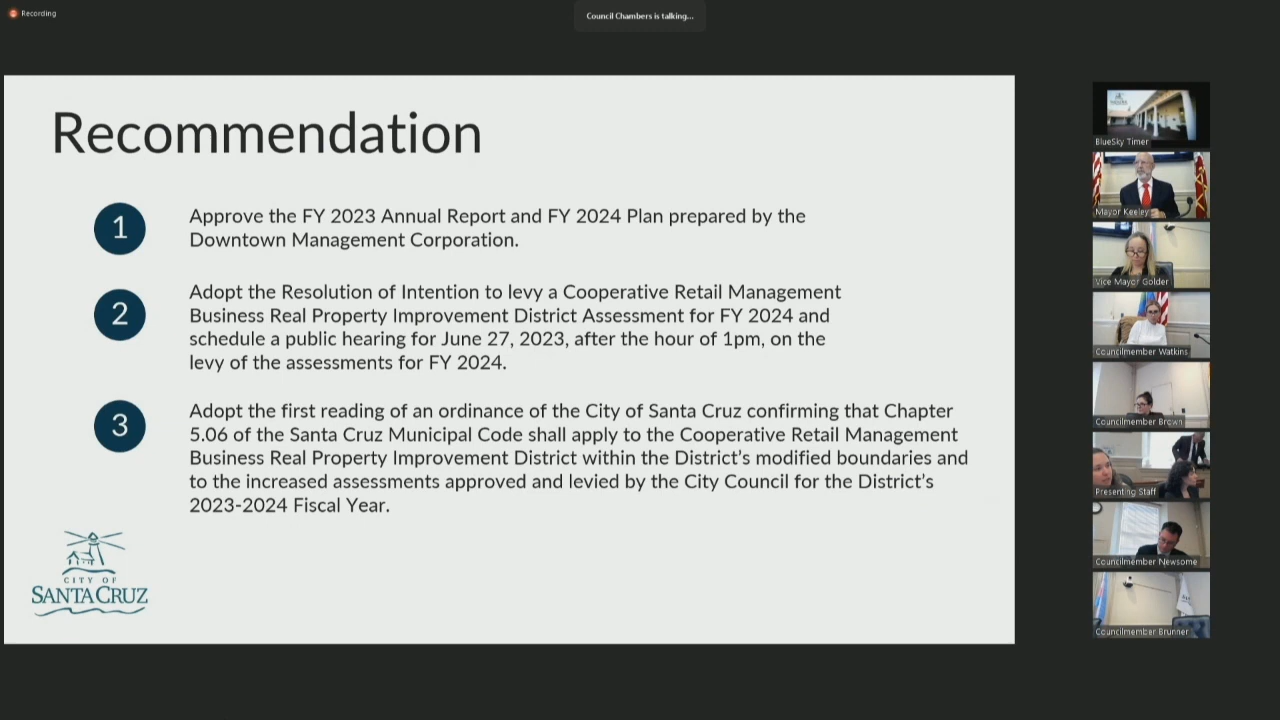 Recording
Council Chambers is talking...
Recommendation
1
Approve the FY 2023 Annual Report and FY 2024 Plan prepared by the
Downtown Management Corporation.
2
Adopt the Resolution of Intention to levy a Cooperative Retail Management
Business Real Property Improvement District Assessment for FY 2024 and
schedule a public hearing for June 27, 2023, after the hour of 1pm, on the
levy of the assessments for FY 2024.
3
Adopt the first reading of an ordinance of the City of Santa Cruz confirming that Chapter
5.06 of the Santa Cruz Municipal Code shall apply to the Cooperative Retail Management
Business Real Property Improvement District within the District’s modified boundaries and
to the increased assessments approved and levied by the City Council for the District’s
2023-2024 Fiscal Year.
CITY OF
SANTA CRUZ
BlueSky Timer
Mayor Keeley
Vice Mayor Golder
Councilmember Watkins
Councilmember Brown
Presenting Staff
Councilmember Newsome
Councilmember Brunner